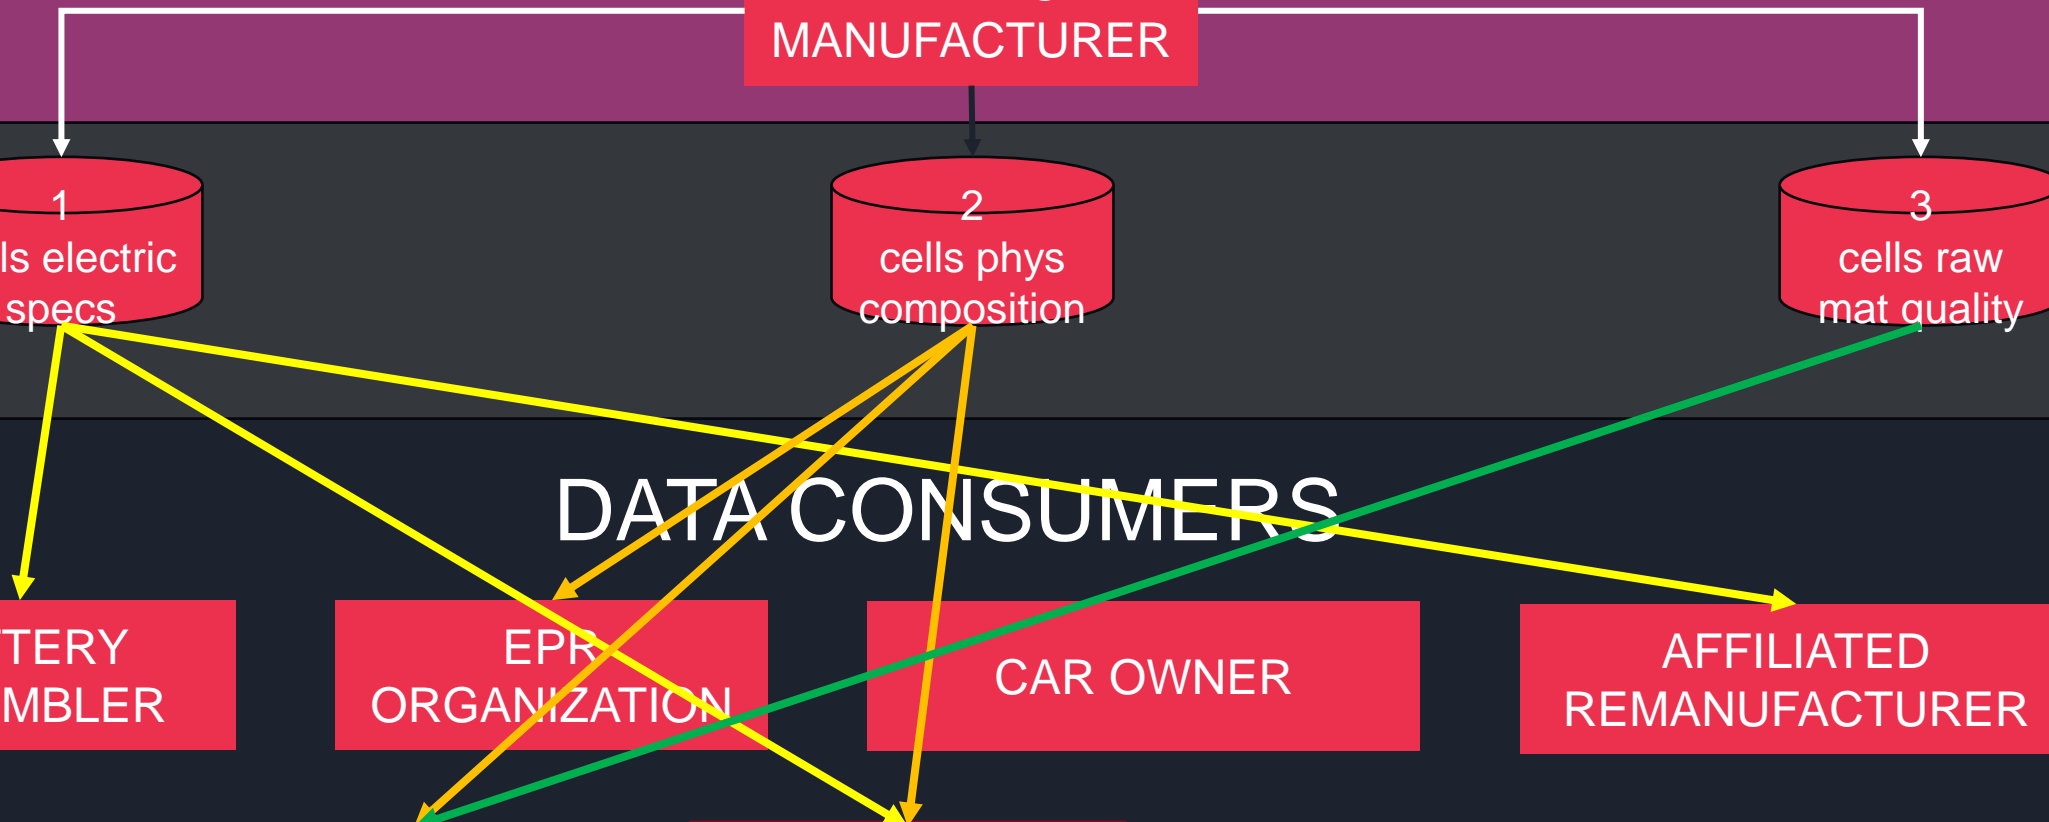 MANUFACTURER
1
ls electric
specs
2
cells phys
composition
3
cells raw
mat quality
DATA CONSUMERS
TERY
MBLER
EPR
ORGANIZATION
CAR OWNER
AFFILIATED
REMANUFACTURER